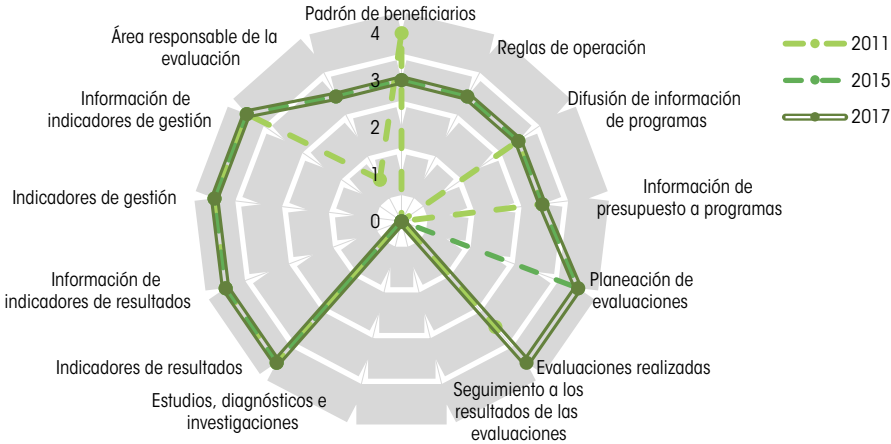 Padrón de beneficiarios
Reglas de operación
Difusión de información
de programas
Información de
presupuesto a programas
Planeación de
evaluaciones
Evaluaciones realizadas
Seguimiento a los
resultados de las
evaluaciones
Estudios, diagnósticos e
investigaciones
Indicadores de resultados
Información de
indicadores de resultados
Indicadores de gestión
Información de
indicadores de gestión
Área responsable de la
evaluación
4
3
2
1
0
2011
2015
2017